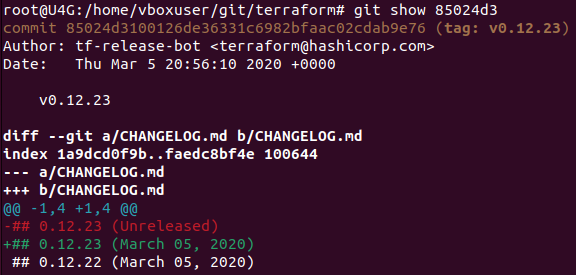 root@U4G:/home/vboxuser/git/terraform# git show 85024d3
commit 85024d3100126de36331c6982bfaac02cdab9e76 (tag: v0.12.23)
Author: tf-release-bot <terraform@hashicorp.com>
Date:   Thu Mar 5 20:56:10 2020 +0000
    v0.12.23
diff --git a/CHANGELOG.md b/CHANGELOG.md
index 1a9dcd0f9b..faedc8bf4e 100644
--- a/CHANGELOG.md
+++ b/CHANGELOG.md
@@ -1,4 +1,4 @@
-## 0.12.23 (Unreleased)
+## 0.12.23 (March 05, 2020)
 ## 0.12.22 (March 05, 2020)